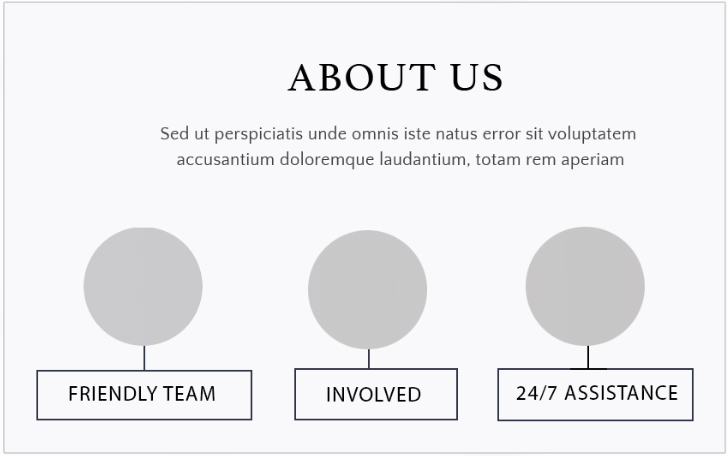 ABOUT US
Sed ut perspiciatis unde omnis iste natus error sit voluptatem
accusantium doloremque laudantium, totam rem aperiam
FRIENDLY TEAM
INVOLVED
24/7 ASSISTANCE